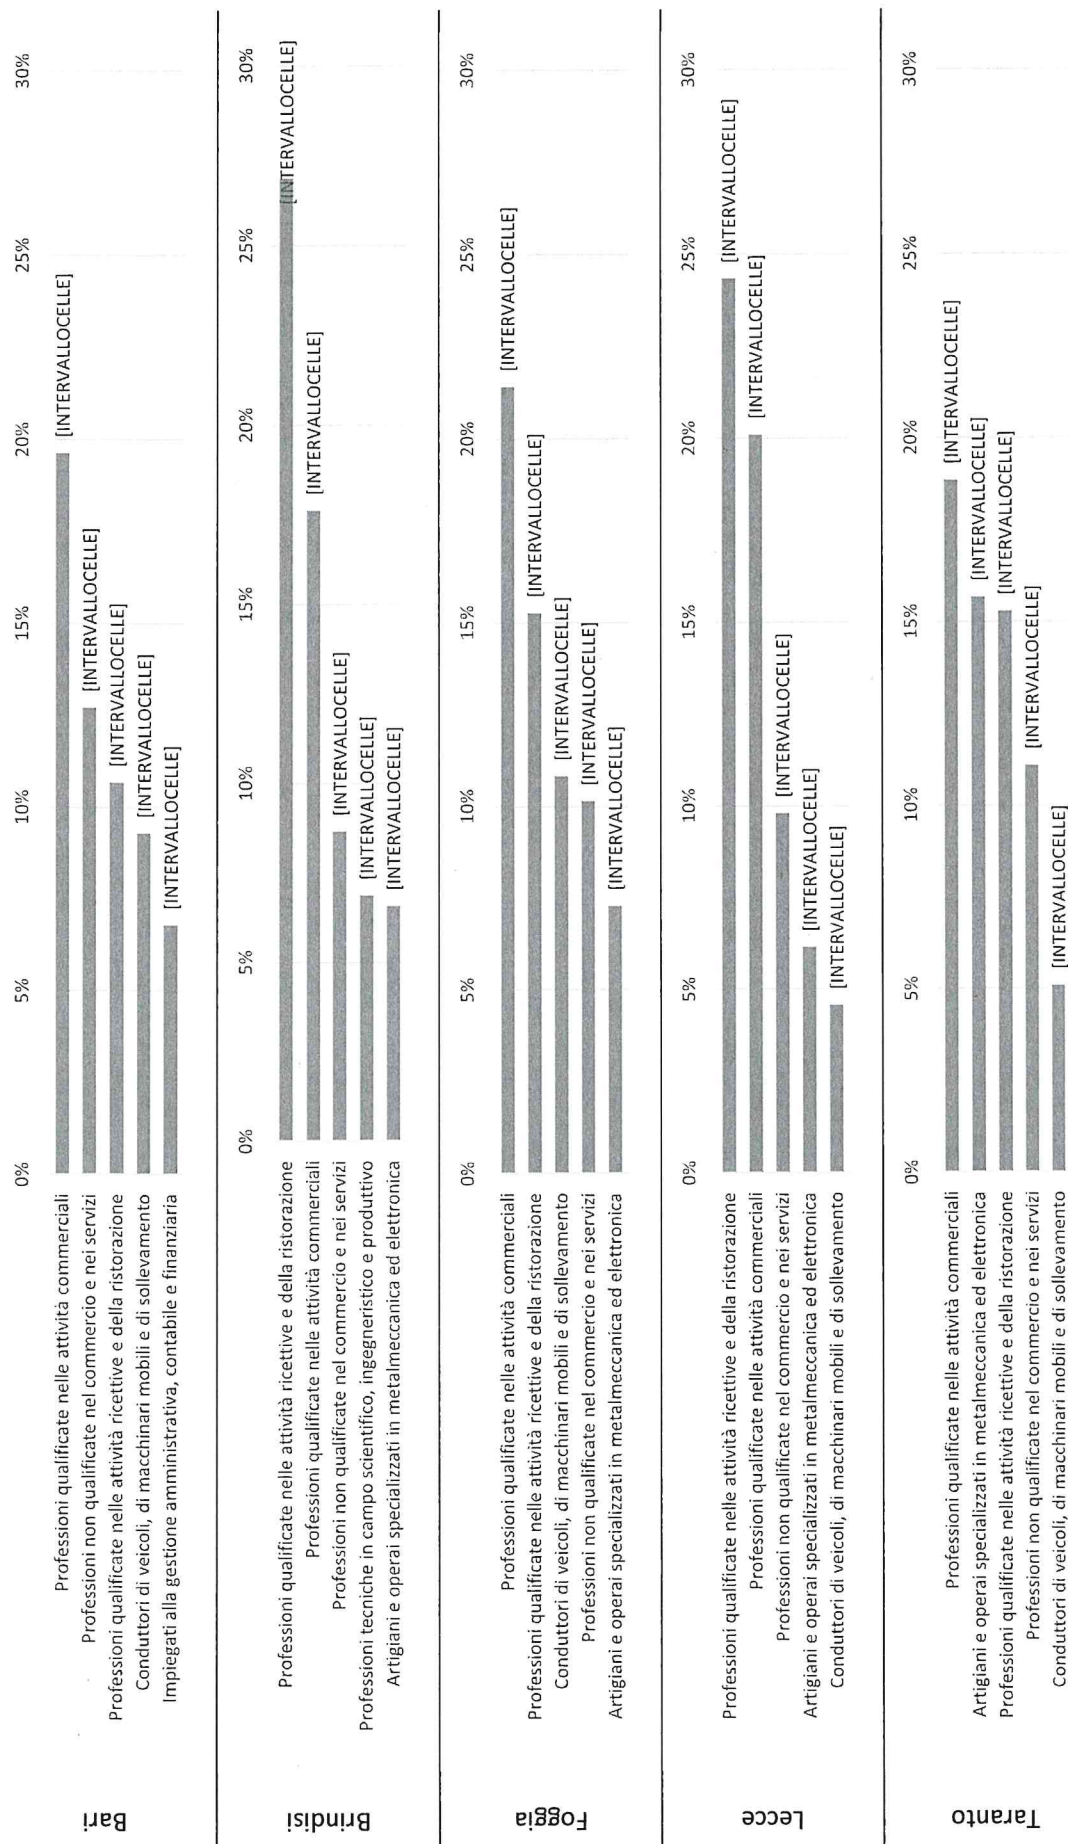 Bari
0% 5% 10% 15% 20% 25% 30%
Professioni qualificate nelle attività commerciali [INTERVALLOCELLE]
Professioni non qualificate nel commercio e nei servizi [INTERVALLOCELLE]
Professioni qualificate nelle attività ricettive e della ristorazione [INTERVALLOCELLE]
Conduttori di veicoli, di macchinari mobili e di sollevamento [INTERVALLOCELLE]
Impiegati alla gestione amministrativa, contabile e finanziaria [INTERVALLOCELLE]
Brindisi
0% 5% 10% 15% 20% 25% 30%
Professioni qualificate nelle attività ricettive e della ristorazione [INTERVALLOCELLE]
Professioni qualificate nelle attività commerciali [INTERVALLOCELLE]
Professioni non qualificate nel commercio e nei servizi [INTERVALLOCELLE]
Professioni tecniche in campo scientifico, ingegneristico e produttivo [INTERVALLOCELLE]
Artigiani e operai specializzati in metalmeccanica ed elettronica [INTERVALLOCELLE]
Foggia
0% 5% 10% 15% 20% 25% 30%
Professioni qualificate nelle attività commerciali [INTERVALLOCELLE]
Professioni qualificate nelle attività ricettive e della ristorazione [INTERVALLOCELLE]
Conduttori di veicoli, di macchinari mobili e di sollevamento [INTERVALLOCELLE]
Professioni non qualificate nel commercio e nei servizi [INTERVALLOCELLE]
Artigiani e operai specializzati in metalmeccanica ed elettronica [INTERVALLOCELLE]
Lecce
0% 5% 10% 15% 20% 25% 30%
Professioni qualificate nelle attività ricettive e della ristorazione [INTERVALLOCELLE]
Professioni qualificate nelle attività commerciali [INTERVALLOCELLE]
Professioni non qualificate nel commercio e nei servizi [INTERVALLOCELLE]
Artigiani e operai specializzati in metalmeccanica ed elettronica [INTERVALLOCELLE]
Conduttori di veicoli, di macchinari mobili e di sollevamento [INTERVALLOCELLE]
Taranto
0% 5% 10% 15% 20% 25% 30%
Professioni qualificate nelle attività commerciali [INTERVALLOCELLE]
Artigiani e operai specializzati in metalmeccanica ed elettronica [INTERVALLOCELLE]
Professioni qualificate nelle attività ricettive e della ristorazione [INTERVALLOCELLE]
Professioni non qualificate nel commercio e nei servizi [INTERVALLOCELLE]
Conduttori di veicoli, di macchinari mobili e di sollevamento [INTERVALLOCELLE]